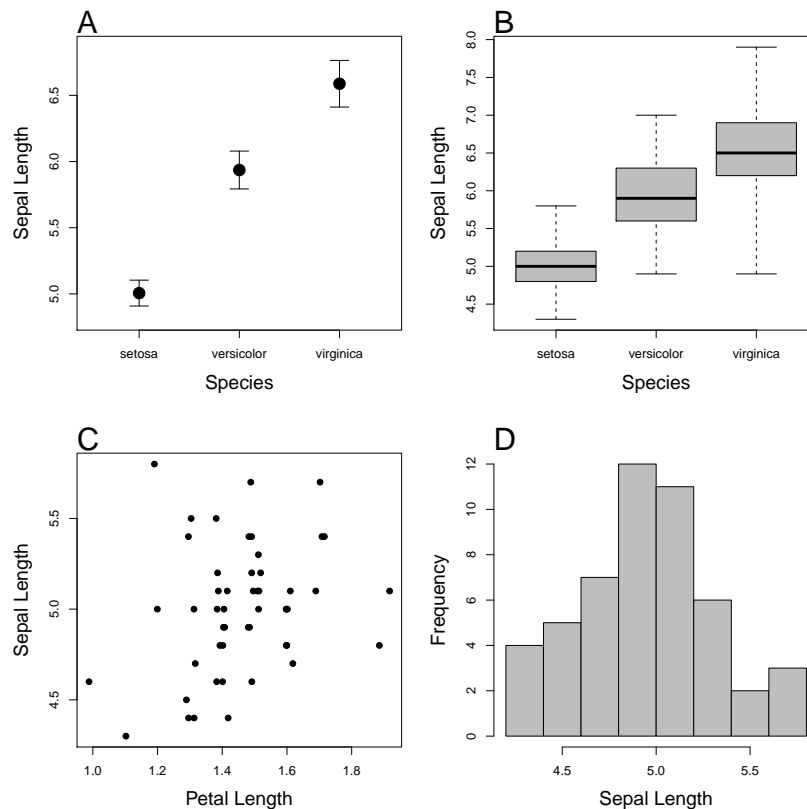 A
Sepal Length
6.5
6.0
5.5
5.0
setosa versicolor virginica
Species
B
Sepal Length
8.0
7.5
7.0
6.5
6.0
5.5
5.0
4.5
setosa versicolor virginica
Species
C
Sepal Length
5.5
5.0
4.5
1.0 1.2 1.4 1.6 1.8
Petal Length
D
Frequency
12
10
8
6
4
2
0
4.5 5.0 5.5
Sepal Length